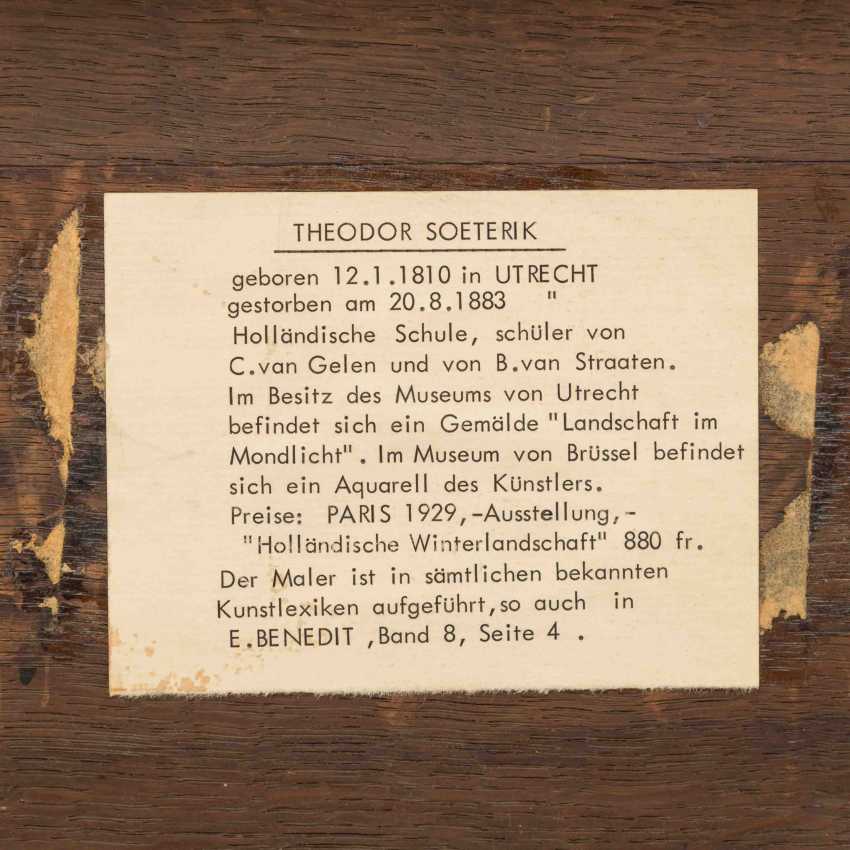 THEODOR SOETERIK
geboren 12.1.1810 in UTRECHT
gestorben am 20.8.1883 "
Holländische Schule, schüler von
C.van Gelen und von B.van Straaten.
Im Besitz des Museums von Utrecht
befindet sich ein Gemälde "Landschaft im
Mondlicht". Im Museum von Brüssel befindet
sich ein Aquarell des Künstlers.
Preise: PARIS 1929,-Ausstellung,-
"Holländische Winterlandschaft" 880 fr.
Der Maler ist in sämtlichen bekannten
Kunstlexiken aufgeführt,so auch in
E.BENEDIT ,Band 8, Seite 4 .